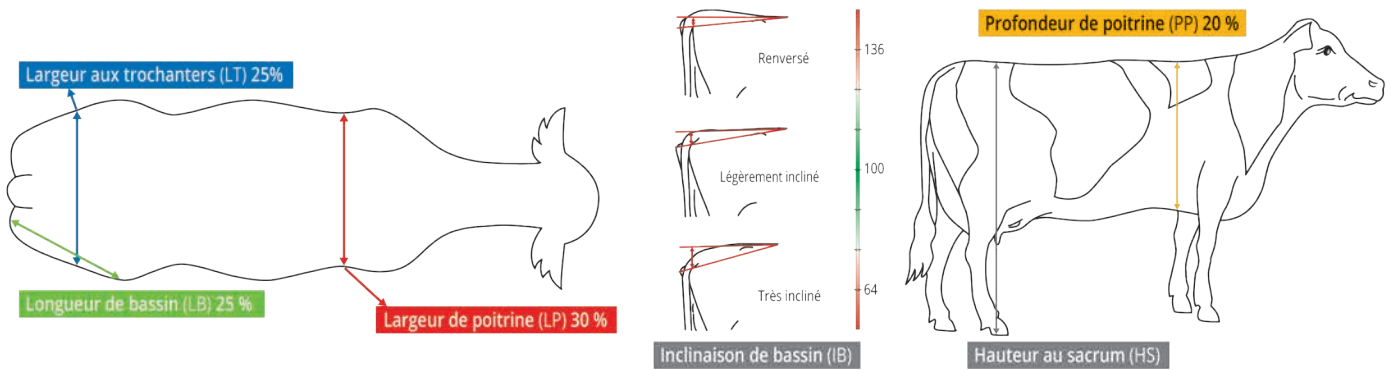 Largeur aux trochanters (LT) 25%
Longueur de bassin (LB) 25 %
Largeur de poitrine (LP) 30 %
Renversé
Légèrement incliné
Très incliné
136
100
64
Inclinaison de bassin (IB)
Profondeur de poitrine (PP) 20 %
Hauteur au sacrum (HS)